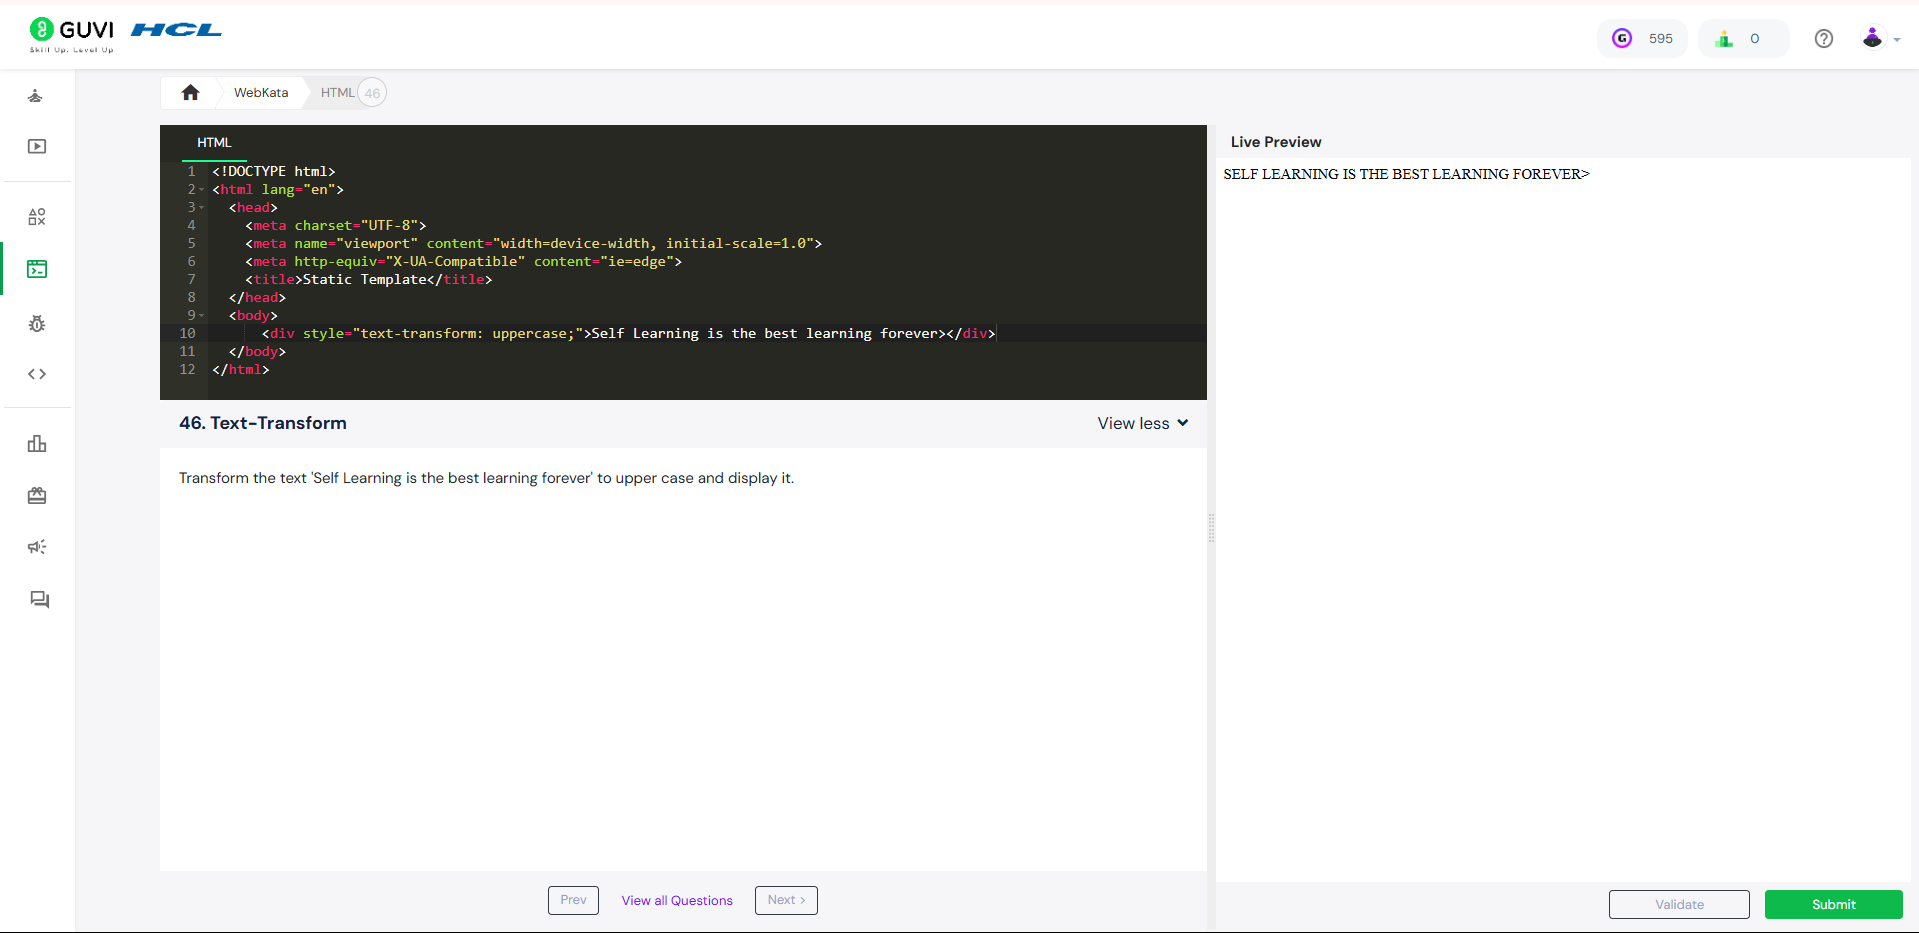 GUVI HCL
Skill Up. Level Up
G 595
0
?
WebKata
HTML 46
HTML
1 <!DOCTYPE html>
2 <html lang="en">
3 <head>
4 <meta charset="UTF-8">
5 <meta name="viewport" content="width=device-width, initial-scale=1.0">
6 <meta http-equiv="X-UA-Compatible" content="ie=edge">
7 <title>Static Template</title>
8 </head>
9 <body>
10 <div style="text-transform: uppercase;">Self Learning is the best learning forever></div>
11 </body>
12 </html>
46. Text-Transform
View less
Transform the text 'Self Learning is the best learning forever' to upper case and display it.
Prev
View all Questions
Next >
Live Preview
SELF LEARNING IS THE BEST LEARNING FOREVER>
Validate
Submit